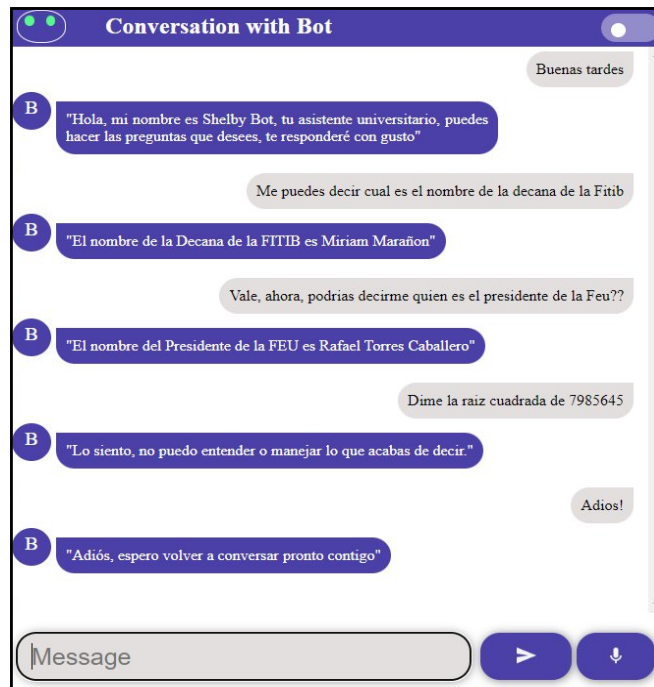 Conversation with Bot
Buenas tardes
B
"Hola, mi nombre es Shelby Bot, tu asistente universitario, puedes
hacer las preguntas que desees, te responderé con gusto"
Me puedes decir cual es el nombre de la decana de la Fitib
B
"El nombre de la Decana de la FITIB es Miriam Marañon"
Vale, ahora, podrias decirme quien es el presidente de la Feu??
B
"El nombre del Presidente de la FEU es Rafael Torres Caballero"
Dime la raiz cuadrada de 7985645
B
"Lo siento, no puedo entender o manejar lo que acabas de decir."
Adios!
B
"Adiós, espero volver a conversar pronto contigo"
Message